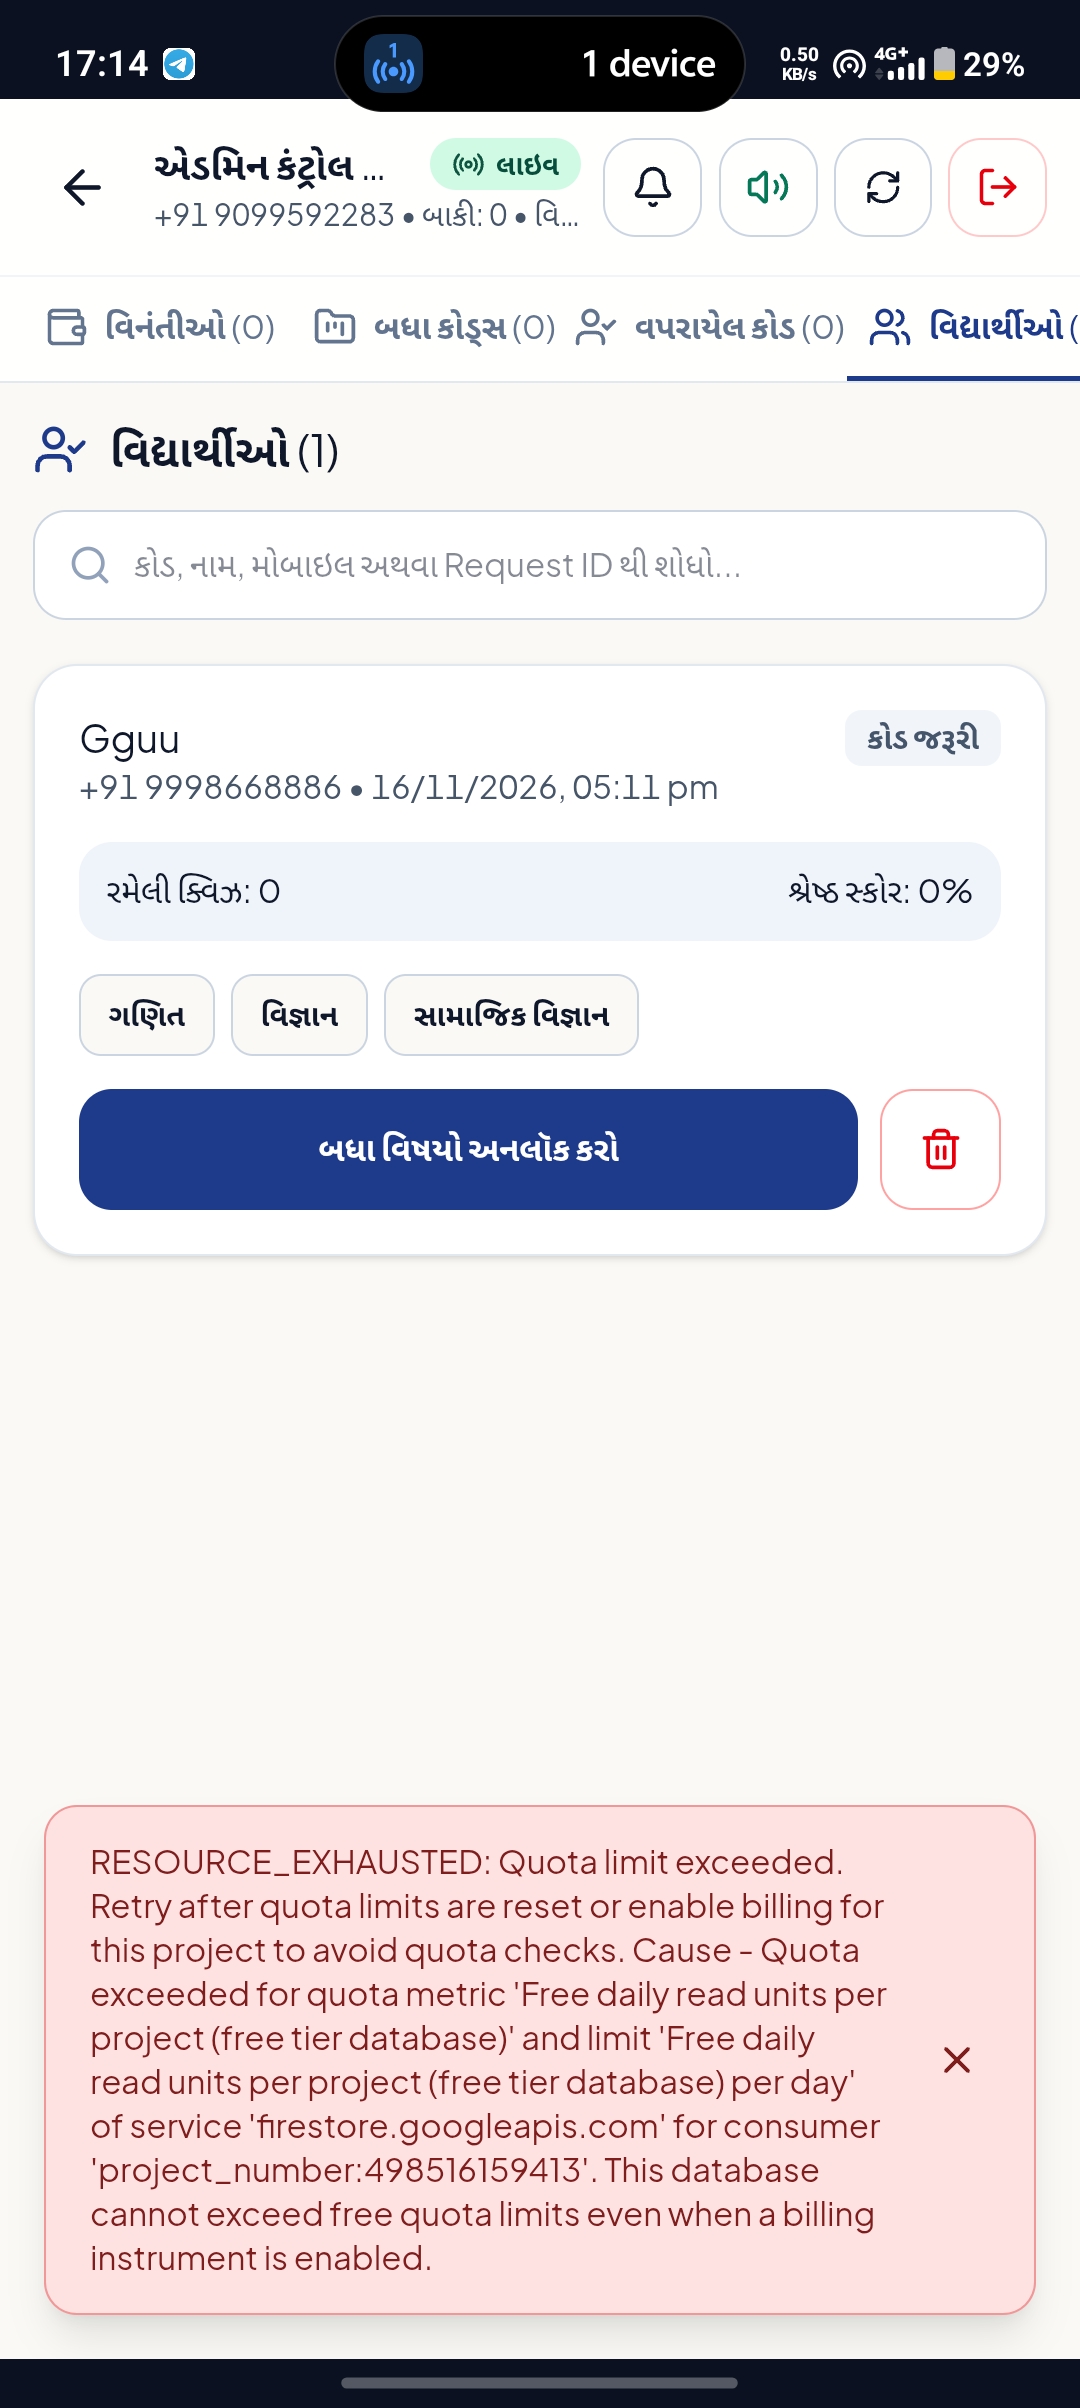 17:14
1
1 device
0.50
KB/s
4G+
29%
એડમિન કંટ્રોલ ...
લાઇવ
+91 9099592283 • બાકી: 0 • વિ...
વિનંતીઓ (0)
બધા કોડ્સ (0)
વપરાયેલ કોડ (0)
વિદ્યાર્થીઓ (
વિદ્યાર્થીઓ (1)
કોડ, નામ, મોબાઇલ અથવા Request ID થી શોધો...
Gguu
કોડ જરૂરી
+91 9998668886 • 16/11/2026, 05:11 pm
રમેલી ક્વિઝ: 0
શ્રેષ્ઠ સ્કોર: 0%
ગણિત
વિજ્ઞાન
સામાજિક વિજ્ઞાન
બધા વિષયો અનલૉક કરો
RESOURCE_EXHAUSTED: Quota limit exceeded.
Retry after quota limits are reset or enable billing for
this project to avoid quota checks. Cause - Quota
exceeded for quota metric 'Free daily read units per
project (free tier database)' and limit 'Free daily
read units per project (free tier database) per day'
of service 'firestore.googleapis.com' for consumer
'project_number:498516159413'. This database
cannot exceed free quota limits even when a billing
instrument is enabled.